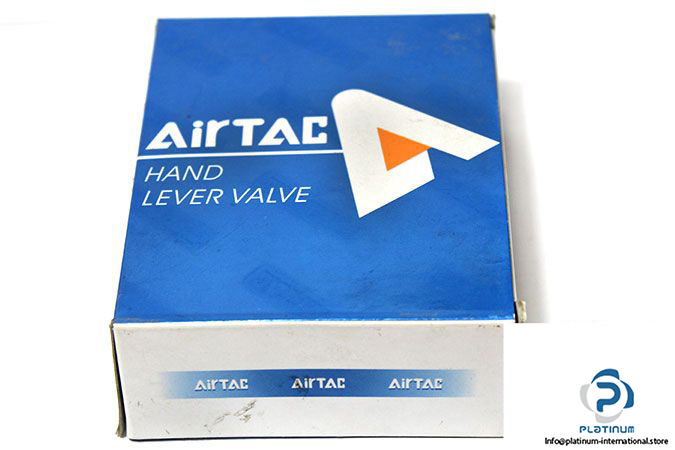 AirTAC
HAND
LEVER VALVE
AirTAC AirTAC AirTAC
P
PLATINUM
Info@platinum-international.store